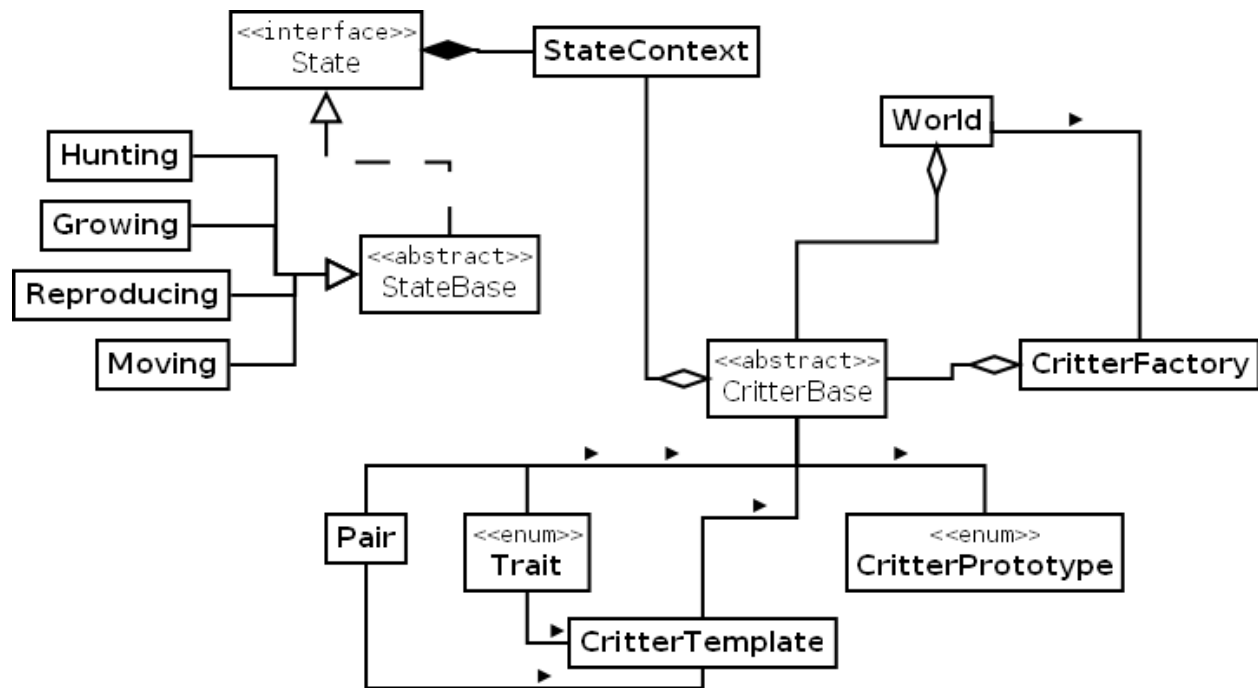 <<interface>>
State
StateContext
World
Hunting
Growing
<<abstract>>
StateBase
Reproducing
Moving
<<abstract>>
CritterBase
CritterFactory
Pair
<<enum>>
Trait
<<enum>>
CritterPrototype
CritterTemplate